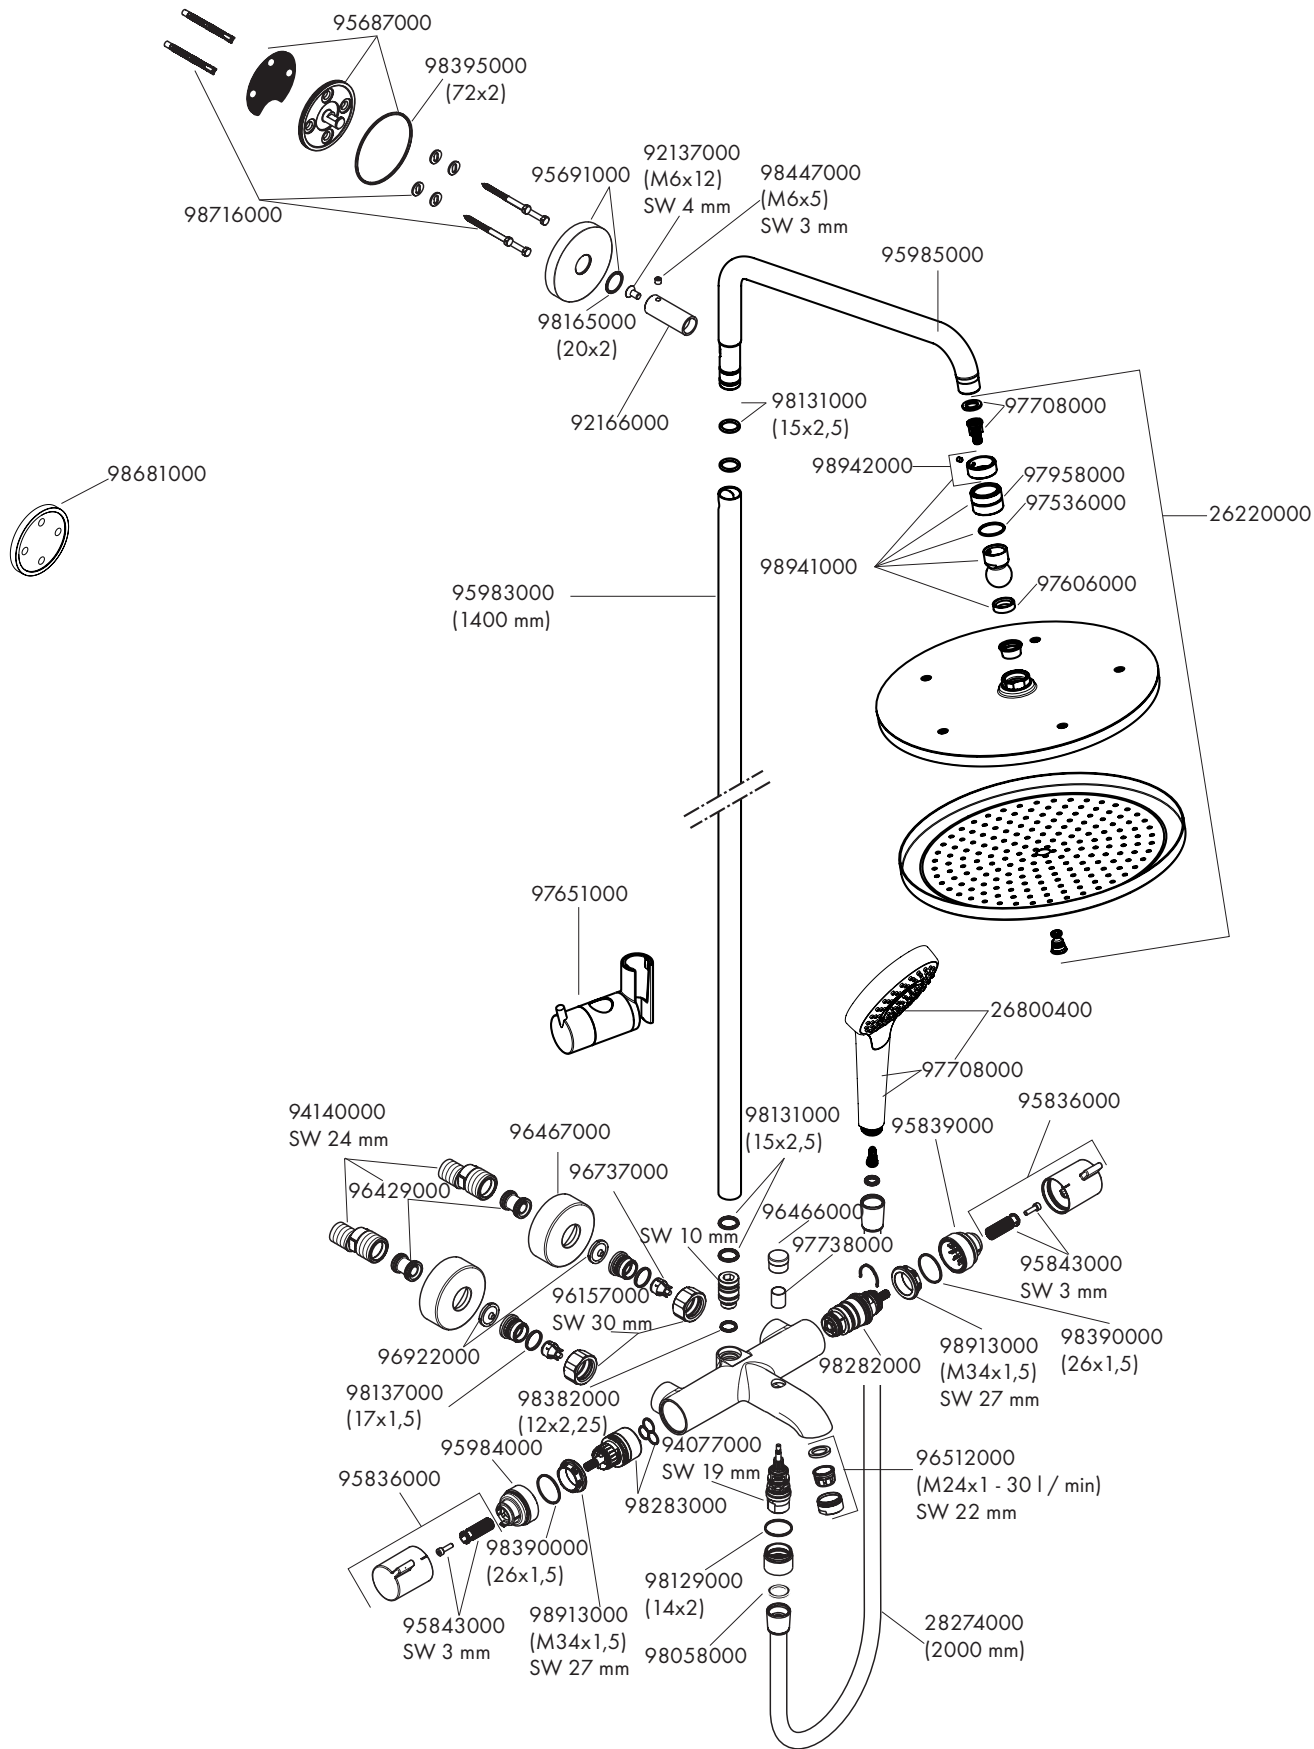 95687000
98395000
(72x2)
92137000
(M6x12)
SW 4 mm
98447000
(M6x5)
SW 3 mm
95691000
98716000
95985000
98165000
(20x2)
92166000
98131000
(15x2,5)
97708000
98942000
97958000
97536000
26220000
98681000
98941000
97606000
95983000
(1400 mm)
97651000
26800400
97708000
95836000
94140000
SW 24 mm
96467000
98131000
(15x2,5)
95839000
96429000
96737000
96466000
SW 10 mm
97738000
95843000
SW 3 mm
96157000
SW 30 mm
96922000
98282000
98913000
(M34x1,5)
SW 27 mm
98390000
(26x1,5)
98137000
(17x1,5)
98382000
(12x2,25)
95984000
94077000
SW 19 mm
96512000
(M24x1 - 30 l / min)
SW 22 mm
95836000
98283000
98390000
(26x1,5)
98129000
(14x2)
95843000
SW 3 mm
98913000
(M34x1,5)
SW 27 mm
98058000
28274000
(2000 mm)